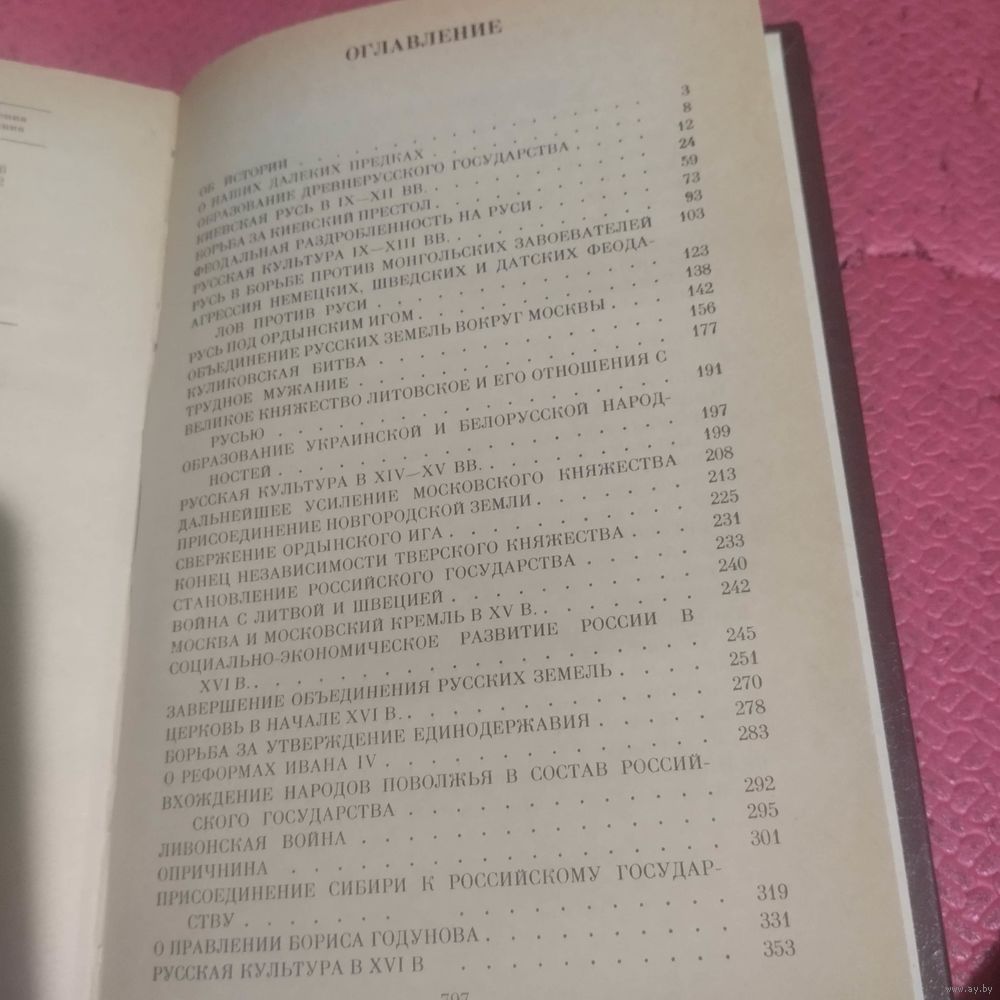 ОГЛАВЛЕНИЕ
ОБ ИСТОРИИ . . . . . . . . . . 3
О НАШИХ ДАЛЕКИХ ПРЕДКАХ . . . . . . . 8
ОБРАЗОВАНИЕ ДРЕВНЕРУССКОГО ГОСУДАРСТВА . . . 12
КИЕВСКАЯ РУСЬ В IX—XII ВВ. . . . . . . 24
БОРЬБА ЗА КИЕВСКИЙ ПРЕСТОЛ . . . . . . 59
ФЕОДАЛЬНАЯ РАЗДРОБЛЕННОСТЬ НА РУСИ . . . . 73
РУССКАЯ КУЛЬТУРА IX—XIII ВВ. . . . . . . 93
РУСЬ В БОРЬБЕ ПРОТИВ МОНГОЛЬСКИХ ЗАВОЕВАТЕЛЕЙ 103
АГРЕССИЯ НЕМЕЦКИХ, ШВЕДСКИХ И ДАТСКИХ ФЕОДА-
ЛОВ ПРОТИВ РУСИ . . . . . . . . 123
РУСЬ ПОД ОРДЫНСКИМ ИГОМ . . . . . . . 138
ОБЪЕДИНЕНИЕ РУССКИХ ЗЕМЕЛЬ ВОКРУГ МОСКВЫ . . 142
КУЛИКОВСКАЯ БИТВА . . . . . . . . 156
ТРУДНОЕ МУЖАНИЕ . . . . . . . . . 177
ВЕЛИКОЕ КНЯЖЕСТВО ЛИТОВСКОЕ И ЕГО ОТНОШЕНИЯ С
РУСЬЮ . . . . . . . . . . 191
ОБРАЗОВАНИЕ УКРАИНСКОЙ И БЕЛОРУССКОЙ НАРОД-
НОСТЕЙ . . . . . . . . . . 197
РУССКАЯ КУЛЬТУРА В XIV—XV ВВ. . . . . . . 199
ДАЛЬНЕЙШЕЕ УСИЛЕНИЕ МОСКОВСКОГО КНЯЖЕСТВА 208
ПРИСОЕДИНЕНИЕ НОВГОРОДСКОЙ ЗЕМЛИ . . . . . 213
СВЕРЖЕНИЕ ОРДЫНСКОГО ИГА . . . . . . . 225
КОНЕЦ НЕЗАВИСИМОСТИ ТВЕРСКОГО КНЯЖЕСТВА . . . 231
СТАНОВЛЕНИЕ РОССИЙСКОГО ГОСУДАРСТВА . . . . 233
ВОЙНА С ЛИТВОЙ И ШВЕЦИЕЙ . . . . . . . 240
МОСКВА И МОСКОВСКИЙ КРЕМЛЬ В XV В. . . . . . 242
СОЦИАЛЬНО-ЭКОНОМИЧЕСКОЕ РАЗВИТИЕ РОССИИ В
XVI В. . . . . . . . . . . . 245
ЗАВЕРШЕНИЕ ОБЪЕДИНЕНИЯ РУССКИХ ЗЕМЕЛЬ . . . 251
ЦЕРКОВЬ В НАЧАЛЕ XVI В. . . . . . . . . 270
БОРЬБА ЗА УТВЕРЖДЕНИЕ ЕДИНОДЕРЖАВИЯ . . . . 278
О РЕФОРМАХ ИВАНА IV . . . . . . . . . 283
ВХОЖДЕНИЕ НАРОДОВ ПОВОЛЖЬЯ В СОСТАВ РОССИЙ-
СКОГО ГОСУДАРСТВА . . . . . . . . 292
ЛИВОНСКАЯ ВОЙНА . . . . . . . . . 295
ОПРИЧНИНА . . . . . . . . . . . 301
ПРИСОЕДИНЕНИЕ СИБИРИ К РОССИЙСКОМУ ГОСУДАР-
СТВУ . . . . . . . . . . . 319
О ПРАВЛЕНИИ БОРИСА ГОДУНОВА . . . . . . . 331
РУССКАЯ КУЛЬТУРА В XVI В . . . . . . . 353
www.ay.by